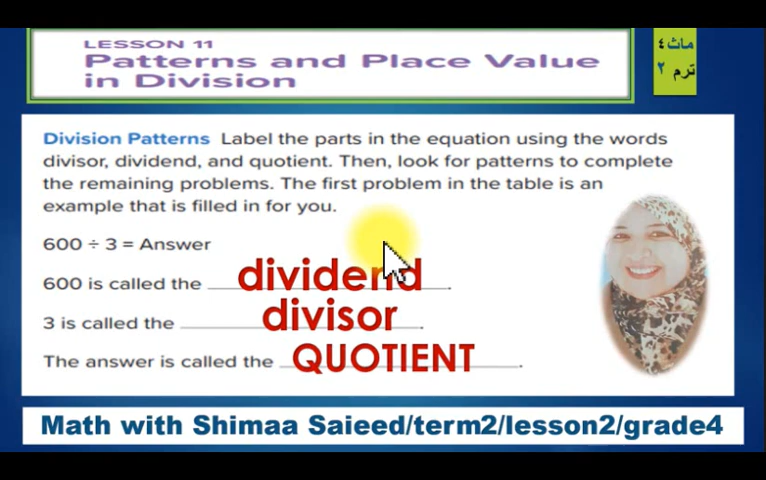 LESSON 11
Patterns and Place Value
in Division
ماث ٤
ترم ٢
Division Patterns Label the parts in the equation using the words
divisor, dividend, and quotient. Then, look for patterns to complete
the remaining problems. The first problem in the table is an
example that is filled in for you.
600 ÷ 3 = Answer
600 is called the dividend.
3 is called the divisor.
The answer is called the QUOTIENT.
Math with Shimaa Saieed/term2/lesson2/grade4